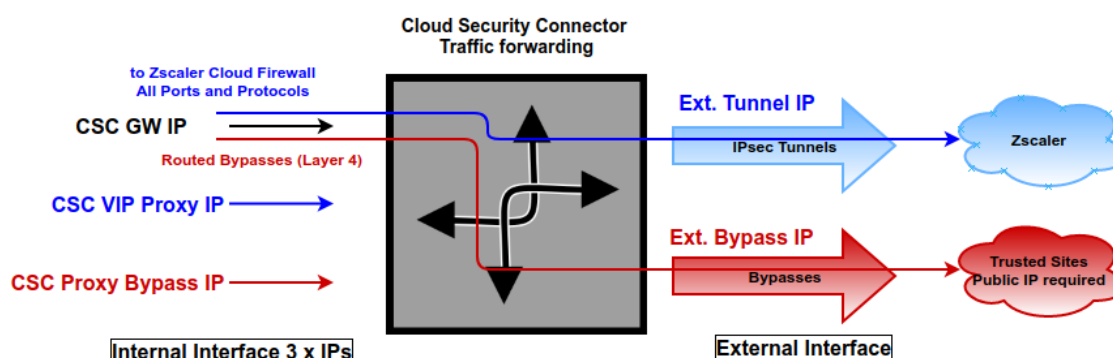 Cloud Security Connector
Traffic forwarding
to Zscaler Cloud Firewall
All Ports and Protocols
CSC GW IP
Routed Bypasses (Layer 4)
CSC VIP Proxy IP
CSC Proxy Bypass IP
Internal Interface 3 x IPs
Ext. Tunnel IP
IPsec Tunnels
Zscaler
Ext. Bypass IP
Bypasses
Trusted Sites
Public IP required
External Interface